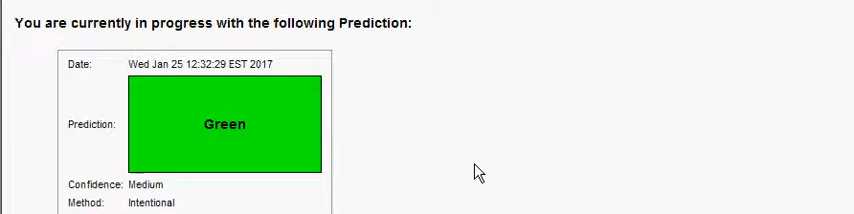 You are currently in progress with the following Prediction:
Date: Wed Jan 25 12:32:29 EST 2017
Prediction: Green
Confidence: Medium
Method: Intentional